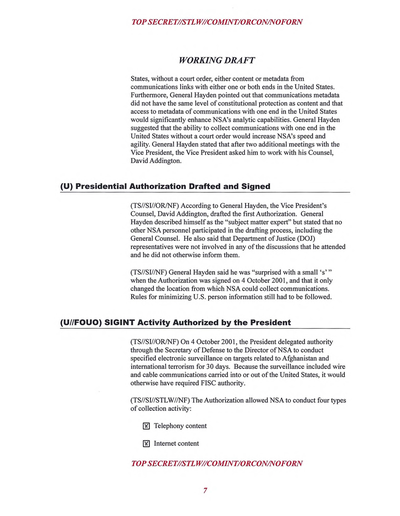 TOP SECRET//STLW//COMINT/ORCON/NOFORN
WORKING DRAFT
States, without a court order, either content or metadata from
communications links with either one or both ends in the United States.
Furthermore, General Hayden pointed out that communications metadata
did not have the same level of constitutional protection as content and that
access to metadata of communications with one end in the United States
would significantly enhance NSA's analytic capabilities. General Hayden
suggested that the ability to collect communications with one end in the
United States without a court order would increase NSA's speed and
agility. General Hayden stated that after two additional meetings with the
Vice President, the Vice President asked him to work with his Counsel,
David Addington.
(U) Presidential Authorization Drafted and Signed
(TS//SI//OR/NF) According to General Hayden, the Vice President's
Counsel, David Addington, drafted the first Authorization. General
Hayden described himself as the "subject matter expert" but stated that no
other NSA personnel participated in the drafting process, including the
General Counsel. He also said that Department of Justice (DOJ)
representatives were not involved in any of the discussions that he attended
and he did not otherwise inform them.
(TS//SI//NF) General Hayden said he was "surprised with a small 's' "
when the Authorization was signed on 4 October 2001, and that it only
changed the location from which NSA could collect communications.
Rules for minimizing U.S. person information still had to be followed.
(U//FOUO) SIGINT Activity Authorized by the President
(TS//SI//OR/NF) On 4 October 2001, the President delegated authority
through the Secretary of Defense to the Director of NSA to conduct
specified electronic surveillance on targets related to Afghanistan and
international terrorism for 30 days. Because the surveillance included wire
and cable communications carried into or out of the United States, it would
otherwise have required FISC authority.
(TS//SI//STLW//NF) The Authorization allowed NSA to conduct four types
of collection activity:
☒ Telephony content
☒ Internet content
TOP SECRET//STLW//COMINT/ORCON/NOFORN
7